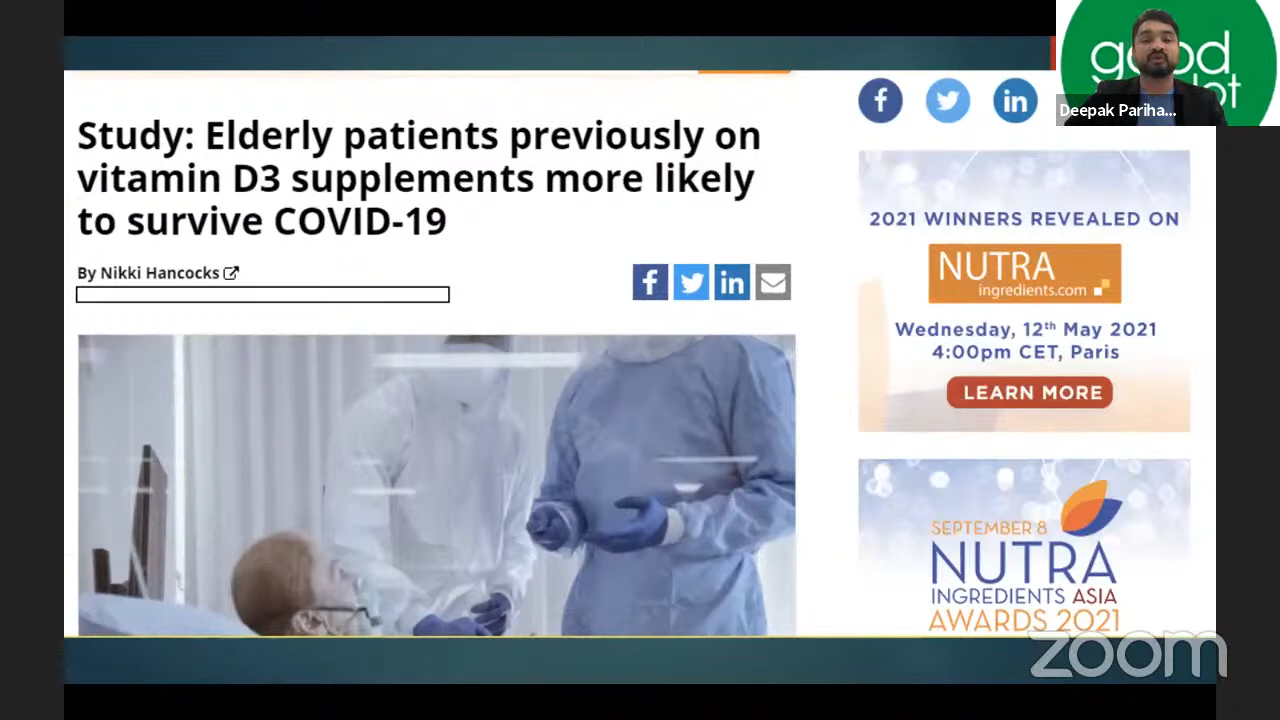 Study: Elderly patients previously on
vitamin D3 supplements more likely
to survive COVID-19
By Nikki Hancocks
2021 WINNERS REVEALED ON
NUTRA
ingredients.com
Wednesday, 12th May 2021
4:00pm CET, Paris
LEARN MORE
SEPTEMBER 8
NUTRA
INGREDIENTS ASIA
AWARDS 2021
good
Deepak Pariha...
zoom